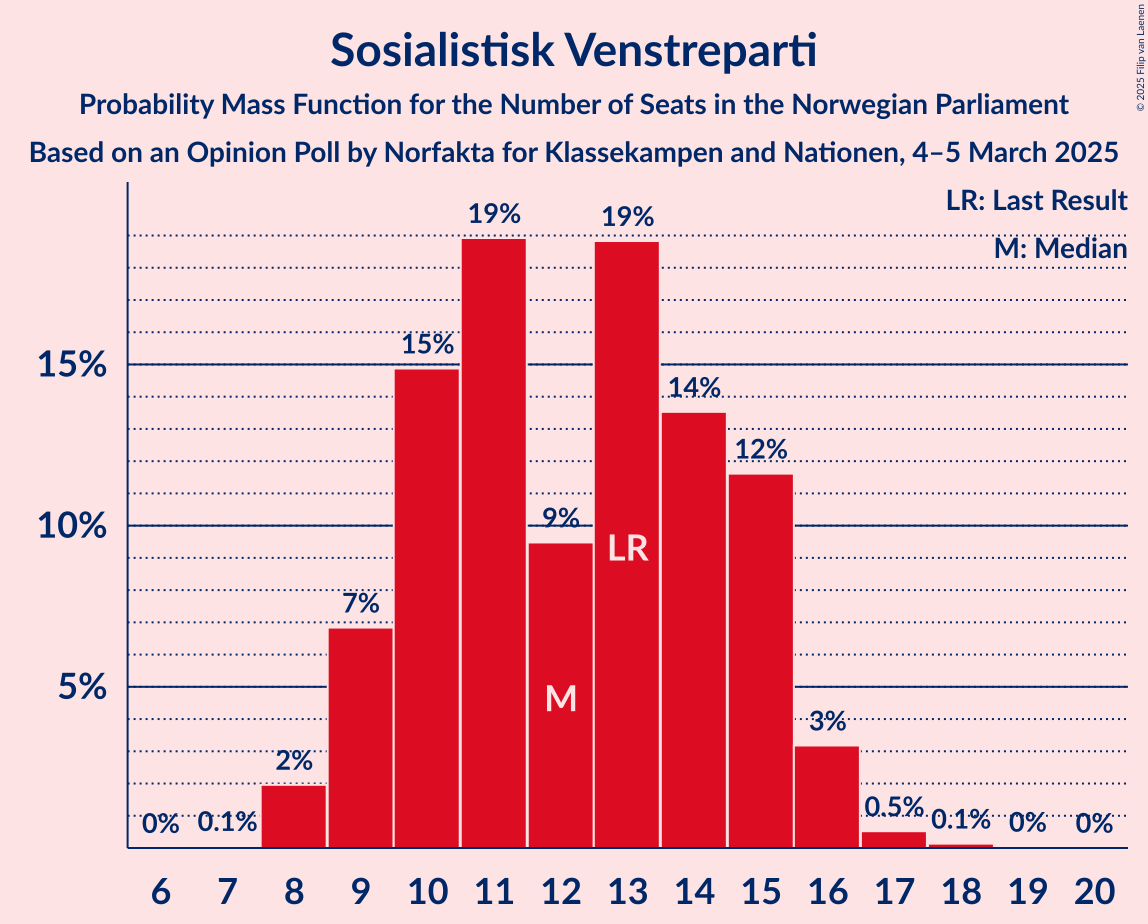 Sosialistisk Venstreparti
Probability Mass Function for the Number of Seats in the Norwegian Parliament
Based on an Opinion Poll by Norfakta for Klassekampen and Nationen, 4–5 March 2025
© 2025 Filip van Laenen
LR: Last Result
M: Median
19%
19%
15%
15%
14%
12%
10%
9%
LR
7%
5%
M
3%
2%
0%
0.1%
0.5%
0.1%
0%
0%
6 7 8 9 10 11 12 13 14 15 16 17 18 19 20